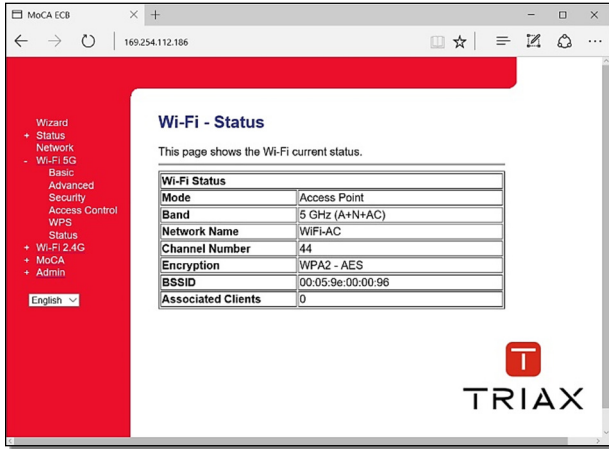 MoCA ECB
169.254.112.186
Wizard
+ Status
Network
- Wi-Fi 5G
Basic
Advanced
Security
Access Control
WPS
Status
+ Wi-Fi 2.4G
+ MoCA
+ Admin
English
Wi-Fi - Status
This page shows the Wi-Fi current status.
Wi-Fi Status
Mode Access Point
Band 5 GHz (A+N+AC)
Network Name WiFi-AC
Channel Number 44
Encryption WPA2 - AES
BSSID 00:05:9e:00:00:96
Associated Clients 0
T
TRIAX